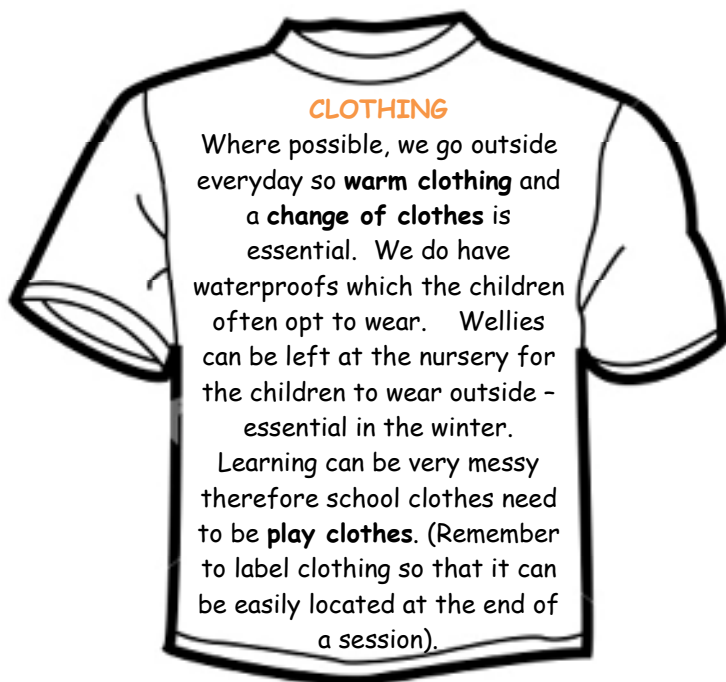 CLOTHING
Where possible, we go outside
everyday so warm clothing and
a change of clothes is
essential.  We do have
waterproofs which the children
often opt to wear.    Wellies
can be left at the nursery for
the children to wear outside –
essential in the winter.
Learning can be very messy
therefore school clothes need
to be play clothes. (Remember
to label clothing so that it can
be easily located at the end of
a session).